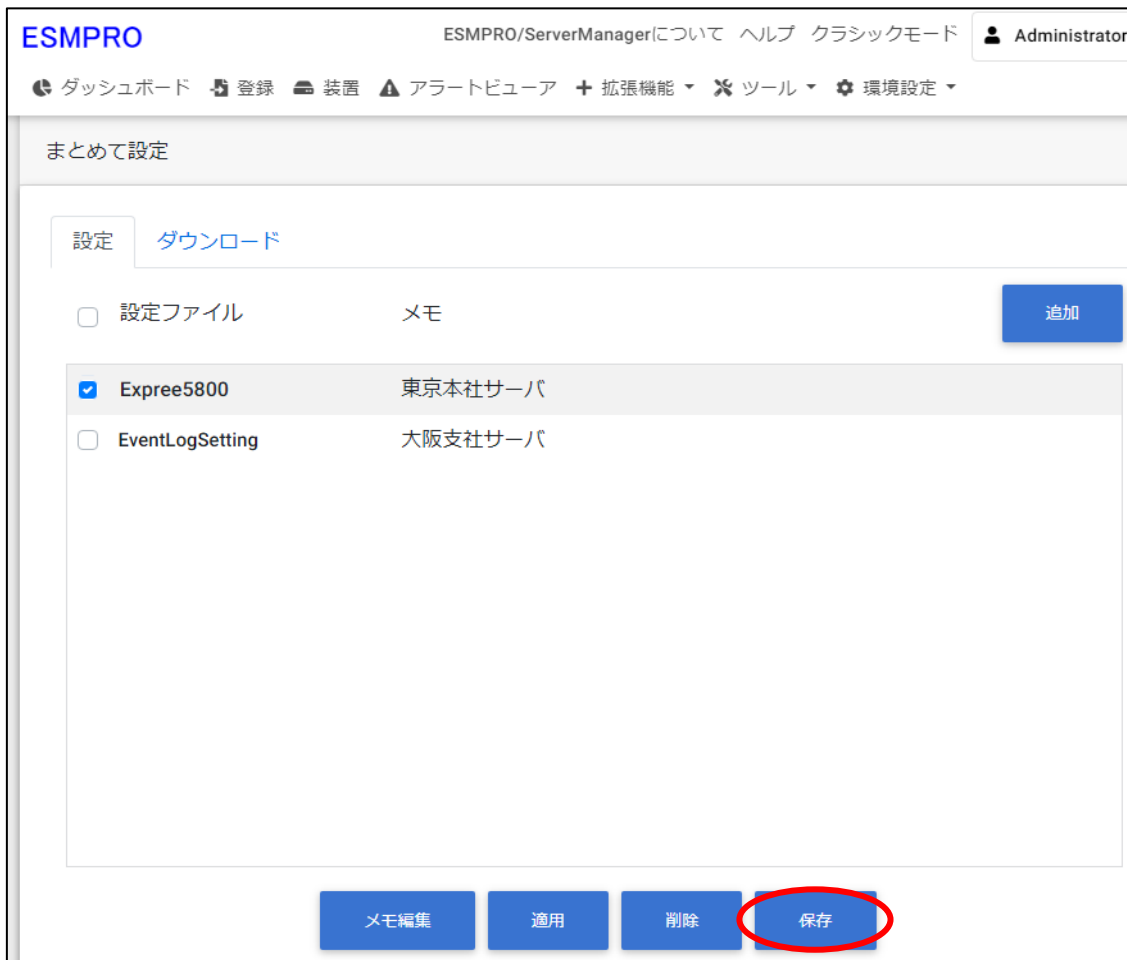 ESMPRO
ESMPRO/ServerManagerについて ヘルプ クラシックモード Administrator
ダッシュボード 登録 装置 アラートビューア 拡張機能 ツール 環境設定
まとめて設定
設定 ダウンロード
設定ファイル メモ 追加
Expree5800 東京本社サーバ
EventLogSetting 大阪支社サーバ
メモ編集 適用 削除 保存